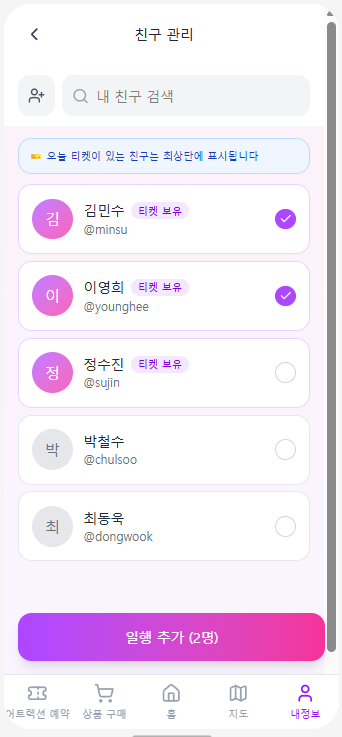 친구 관리
내 친구 검색
🎫 오늘 티켓이 있는 친구는 최상단에 표시됩니다
김
김민수 티켓 보유
@minsu
이
이영희 티켓 보유
@younghee
정
정수진 티켓 보유
@sujin
박
박철수
@chulsoo
최
최동욱
@dongwook
일행 추가 (2명)
어트랙션 예약 상품 구매 홈 지도 내정보